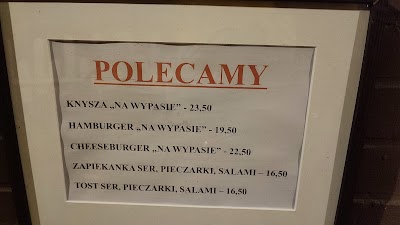 POLECAMY
KNYSZA „NA WYPASIE” - 23,50
HAMBURGER „NA WYPASIE” - 19,50
CHEESEBURGER „NA WYPASIE” - 22,50
ZAPIEKANKA SER, PIECZARKI, SALAMI – 16,50
TOST SER, PIECZARKI, SALAMI – 16,50